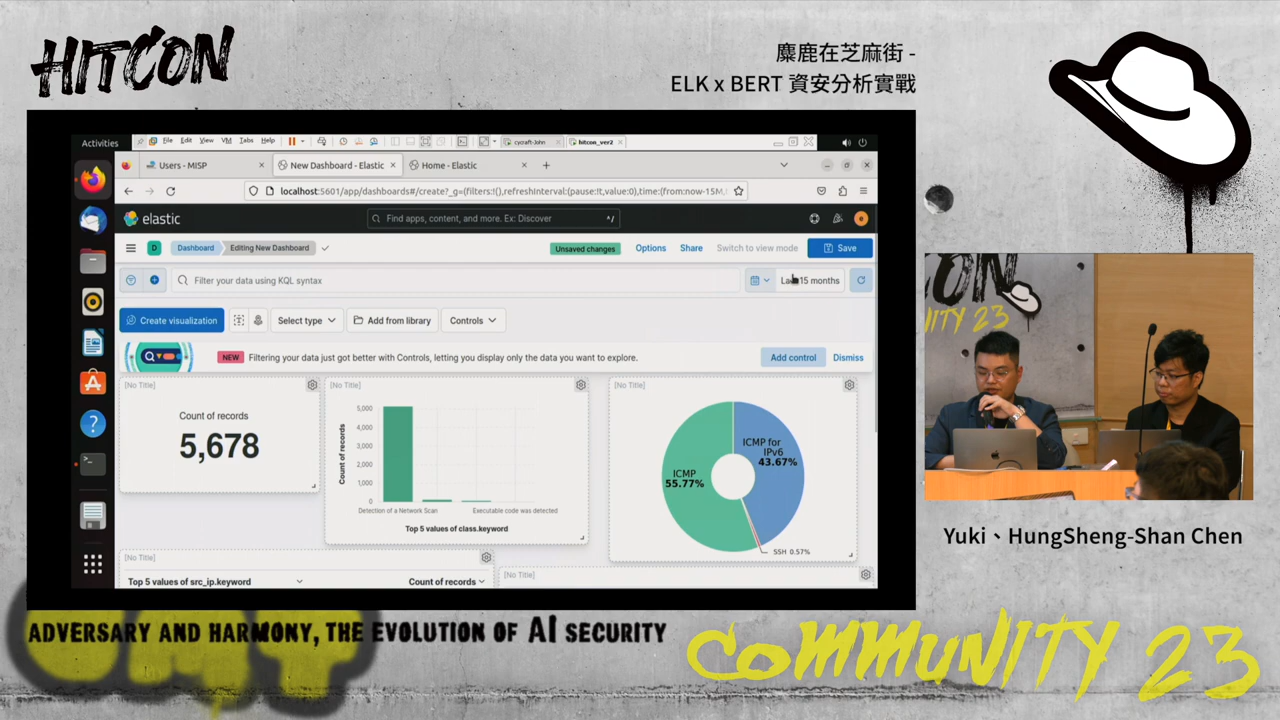 HITCON
麋鹿在芝麻街 -
ELK x BERT 資安分析實戰
Activities
File Edit View VM Tabs Help
cycraft-John
hitcon_ver2
Users - MISP
New Dashboard - Elastic
Home - Elastic
localhost:5601/app/dashboards#/create?_g=(filters:!(),refreshInterval:(pause:!t,value:0),time:(from:now-15M,
elastic
Find apps, content, and more. Ex: Discover
^/
D
Dashboard
Editing New Dashboard
Unsaved changes
Options
Share
Switch to view mode
Save
Filter your data using KQL syntax
15 months
Create visualization
Select type
Add from library
Controls
NEW
Filtering your data just got better with Controls, letting you display only the data you want to explore.
Add control
Dismiss
[No Title]
[No Title]
[No Title]
Count of records
5,678
Count of records
5,000
4,000
3,000
2,000
1,000
0
Detection of a Network Scan
Executable code was detected
Top 5 values of class.keyword
ICMP for
IPv6
43.67%
ICMP
55.77%
SSH 0.57%
[No Title]
Top 5 values of src_ip.keyword
Count of records
[No Title]
Yuki、HungSheng-Shan Chen
ADVERSARY AND HARMONY, THE EVOLUTION OF AI SECURITY
COMMUNITY 23